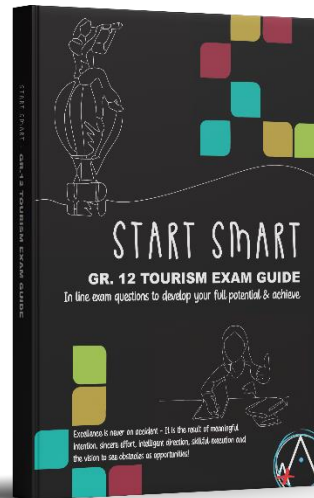 START SMART
GR. 12 TOURISM EXAM GUIDE
In line exam questions to develop your full potential & achieve
Excellence is never an accident - It is the result of meaningful
intention, sincere effort, intelligent direction, skillful execution and
the vision to see obstacles as opportunities!
START SMART - GR.12 TOURISM EXAM GUIDE